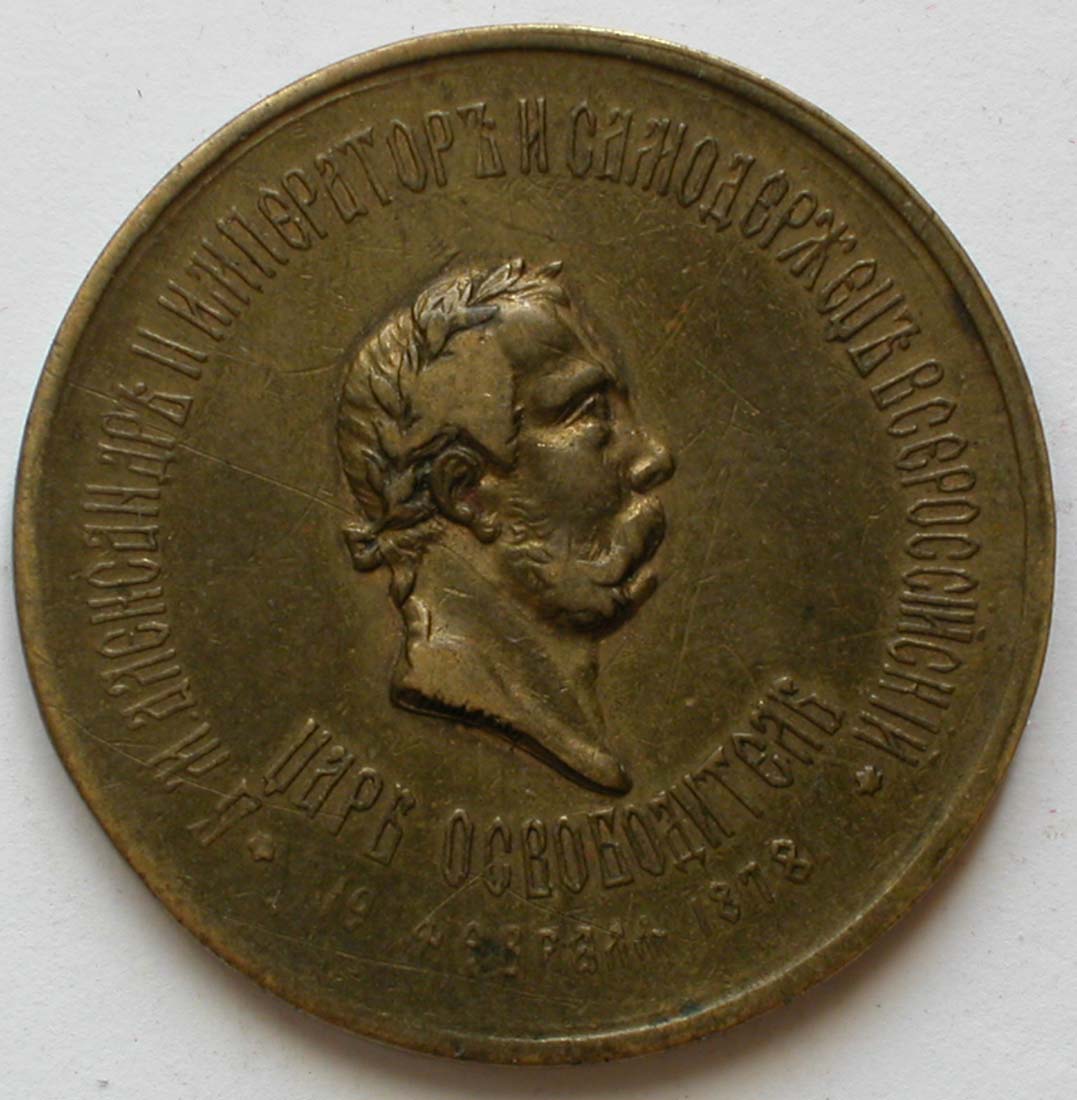 АЛЕКСАНДРЪ II ИМПЕРАТОРЪ И САМОДЕРЖЕЦЪ ВСЕРОССІЙСКІЙ
ЦАРЬ ОСВОБОДИТЕЛЬ
19 ФЕВРАЛЯ 1878